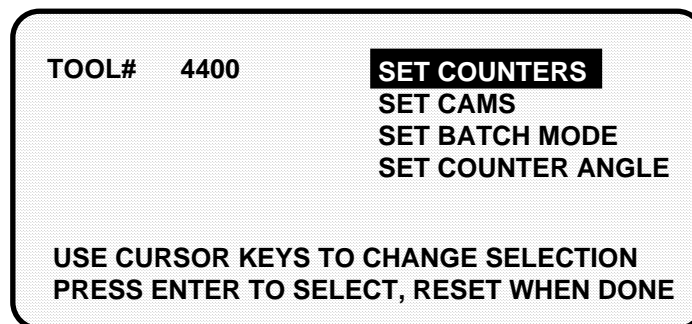 TOOL# 4400 SET COUNTERS
SET CAMS
SET BATCH MODE
SET COUNTER ANGLE
USE CURSOR KEYS TO CHANGE SELECTION
PRESS ENTER TO SELECT, RESET WHEN DONE